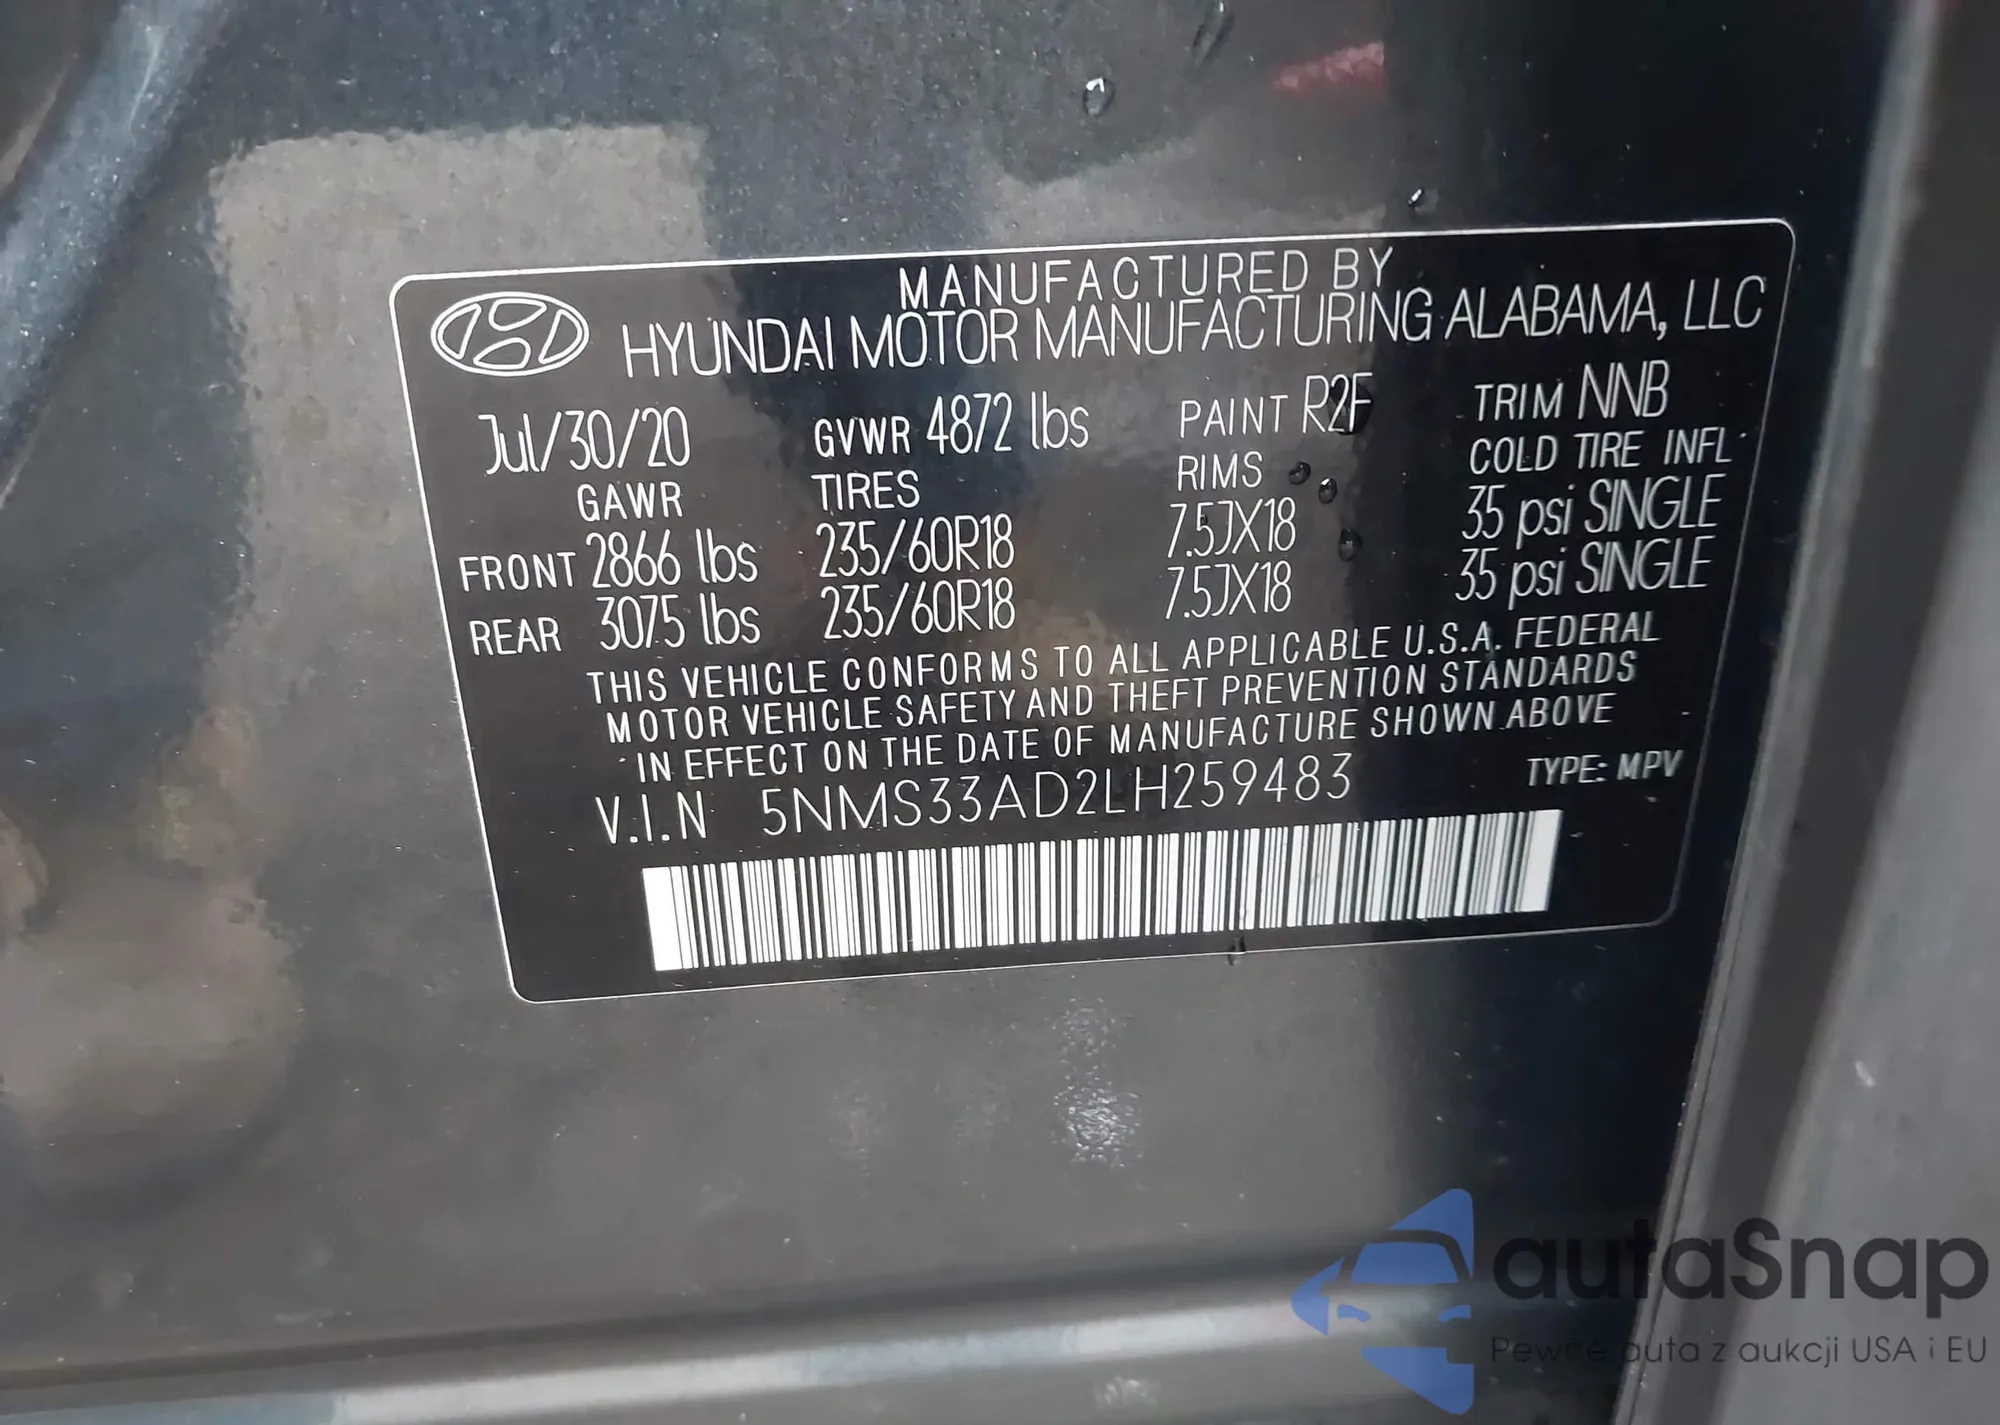 MANUFACTURED BY
HYUNDAI MOTOR MANUFACTURING ALABAMA, LLC
Jul/30/20 GVWR 4872 lbs PAINT R2F TRIM NNB
GAWR TIRES RIMS COLD TIRE INFL
FRONT 2866 lbs 235/60R18 7.5JX18 35 psi SINGLE
REAR 3075 lbs 235/60R18 7.5JX18 35 psi SINGLE
THIS VEHICLE CONFORMS TO ALL APPLICABLE U.S.A. FEDERAL
MOTOR VEHICLE SAFETY AND THEFT PREVENTION STANDARDS
IN EFFECT ON THE DATE OF MANUFACTURE SHOWN ABOVE
V.I.N 5NMS33AD2LH259483 TYPE: MPV
autaSnap
Pewne auta z aukcji USA i EU